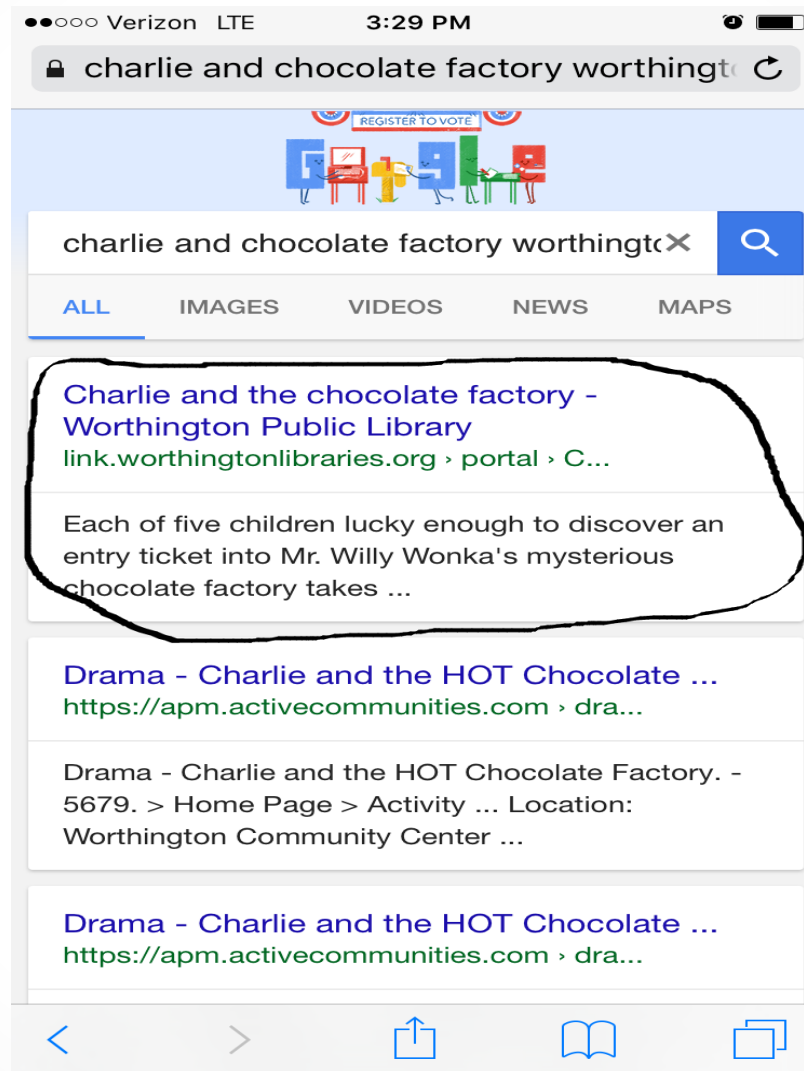 ●●○○○ Verizon LTE 3:29 PM
charlie and chocolate factory worthingt
REGISTER TO VOTE
Google
charlie and chocolate factory worthingto
ALL IMAGES VIDEOS NEWS MAPS
Charlie and the chocolate factory -
Worthington Public Library
link.worthingtonlibraries.org › portal › C...
Each of five children lucky enough to discover an
entry ticket into Mr. Willy Wonka's mysterious
chocolate factory takes ...
Drama - Charlie and the HOT Chocolate ...
https://apm.activecommunities.com › dra...
Drama - Charlie and the HOT Chocolate Factory. -
5679. > Home Page > Activity ... Location:
Worthington Community Center ...
Drama - Charlie and the HOT Chocolate ...
https://apm.activecommunities.com › dra...